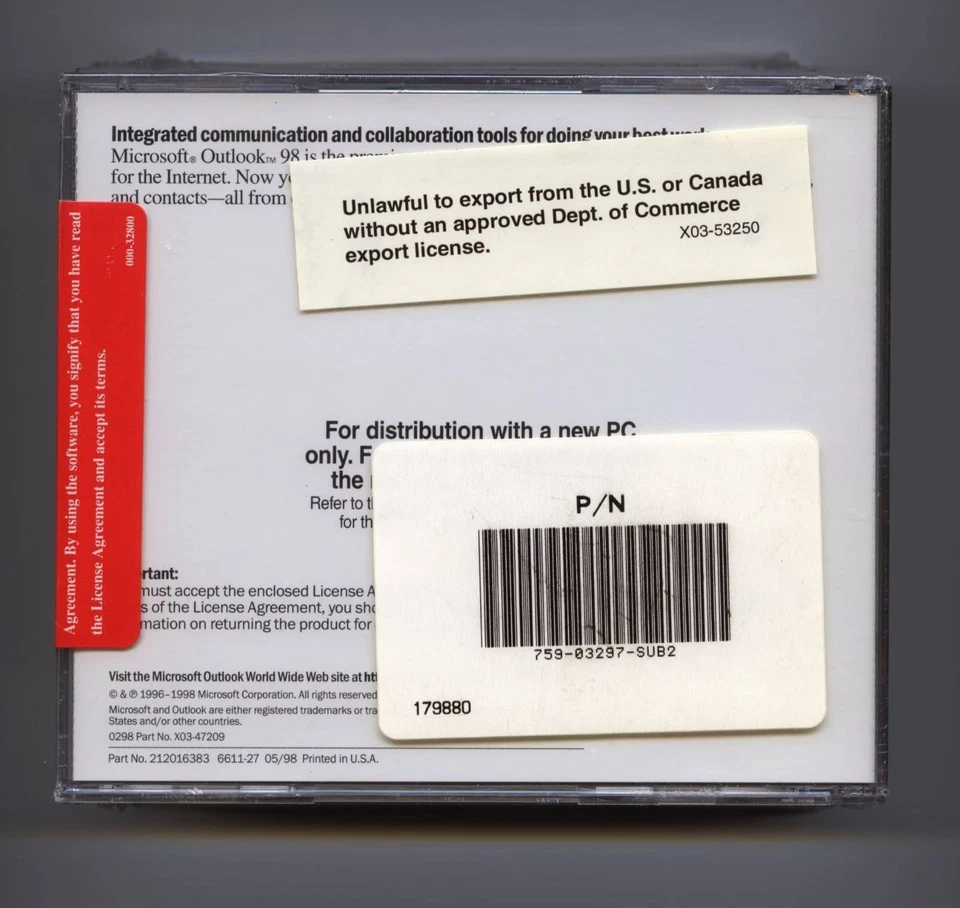 Integrated communication and collaboration tools for doing your best work
Microsoft® Outlook™ 98 is the
for the Internet. Now
and contacts—all from
Unlawful to export from the U.S. or Canada
without an approved Dept. of Commerce
export license.
X03-53250
000-32800
Agreement. By using the software, you signify that you have read
the License Agreement and accept its terms.
For distribution with a new PC
only.
the
Refer to
for
P/N
759-03297-SUB2
179880
must accept the enclosed License
of the License Agreement, you
on returning the product for
Visit the Microsoft Outlook World Wide Web site at
© & ℗ 1996–1998 Microsoft Corporation. All rights reserved
Microsoft and Outlook are either registered trademarks or
States and/or other countries.
0298 Part No. X03-47209
Part No. 212016383 6611-27 05/98 Printed in U.S.A.